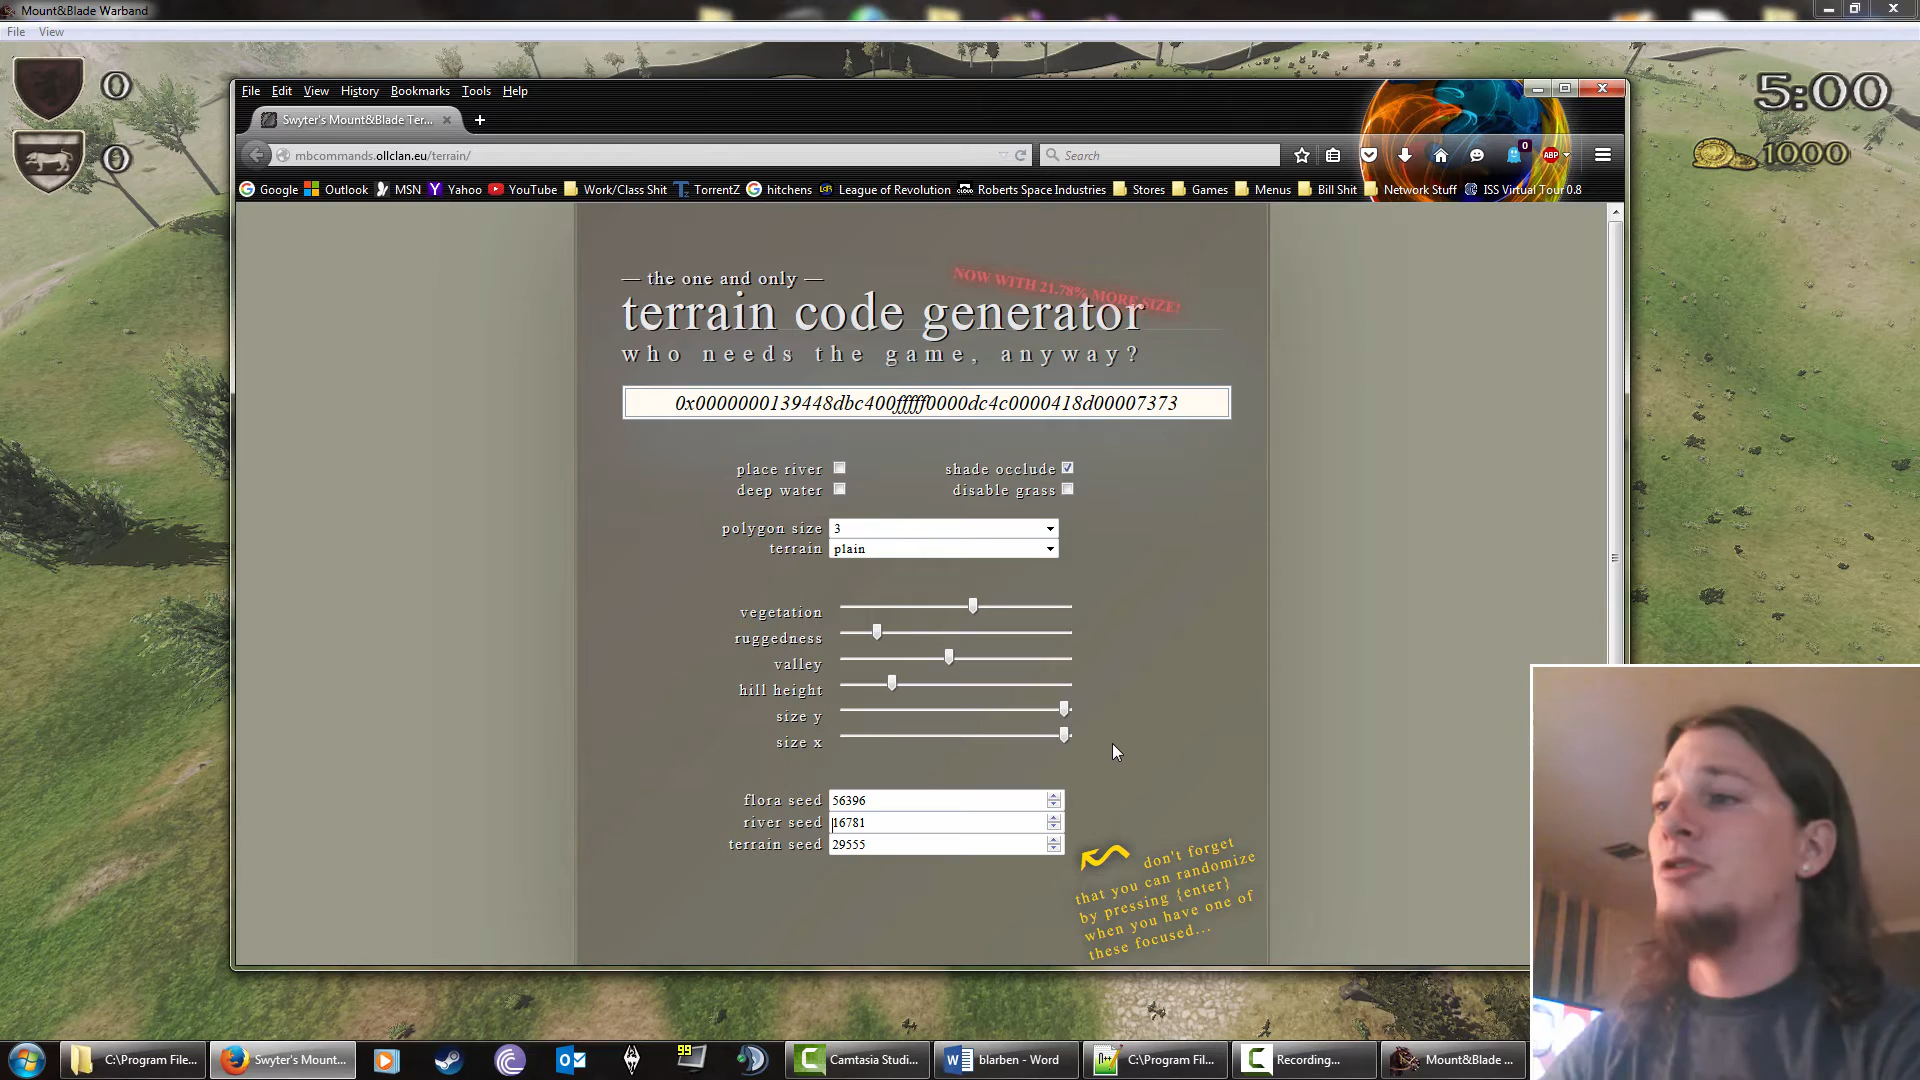 Mount&Blade Warband
File View
0
0
5:00
1000
File Edit View History Bookmarks Tools Help
Swyter's Mount&Blade Ter...
mbcommands.ollclan.eu/terrain/
Search
0
ABP
Google Outlook MSN Yahoo YouTube Work/Class Shit TorrentZ hitchens League of Revolution Roberts Space Industries Stores Games Menus Bill Shit Network Stuff ISS Virtual Tour 0.8
— the one and only —
NOW WITH 21.78% MORE SIZE!
terrain code generator
who needs the game, anyway?
0x0000000139448dbc400fffff0000dc4c0000418d00007373
place river shade occlude
deep water disable grass
polygon size 3
terrain plain
vegetation
ruggedness
valley
hill height
size y
size x
flora seed 56396
river seed 16781
terrain seed 29555
don't forget
that you can randomize
by pressing {enter}
when you have one of
these focused...
C:\Program File... Swyter's Mount... 99 Camtasia Studi... blarben - Word C:\Program Fil... Recording... Mount&Blade ...